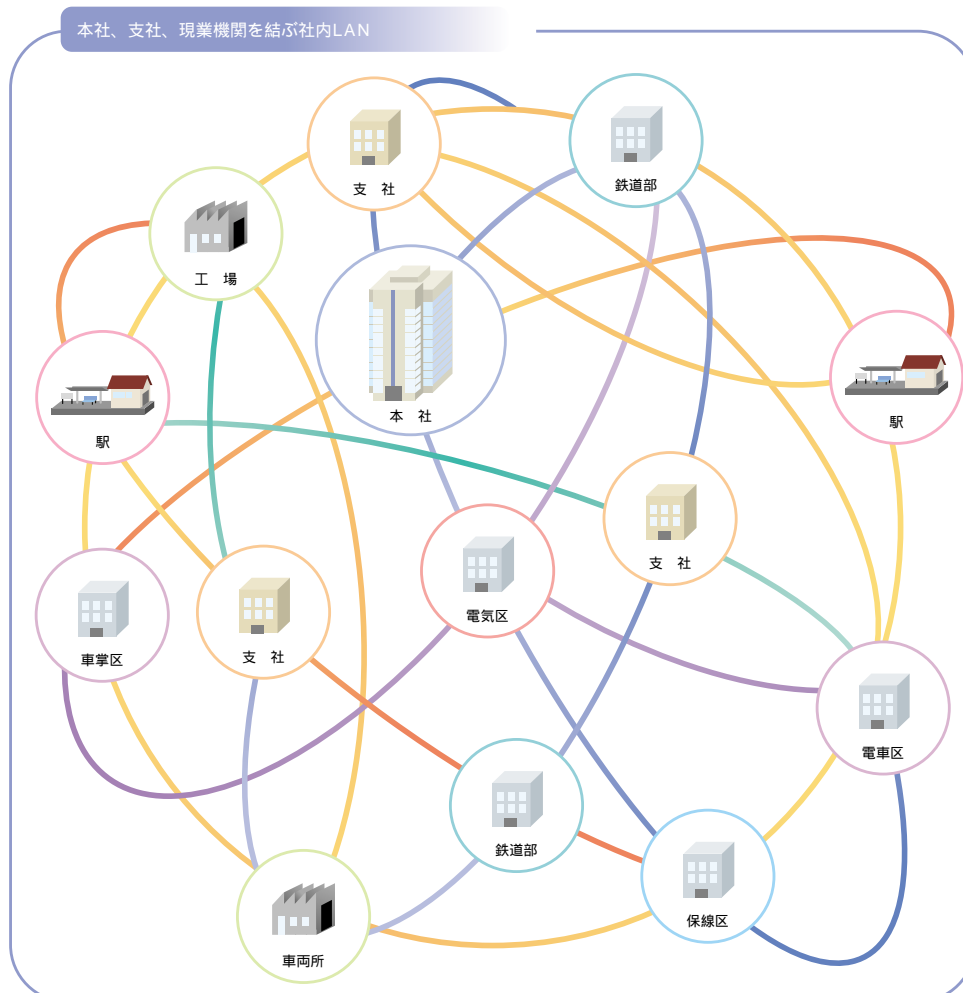 本社、支社、現業機関を結ぶ社内LAN
支　社
鉄道部
工　場
本　社
駅
駅
支　社
電気区
車掌区
支　社
電車区
鉄道部
保線区
車両所